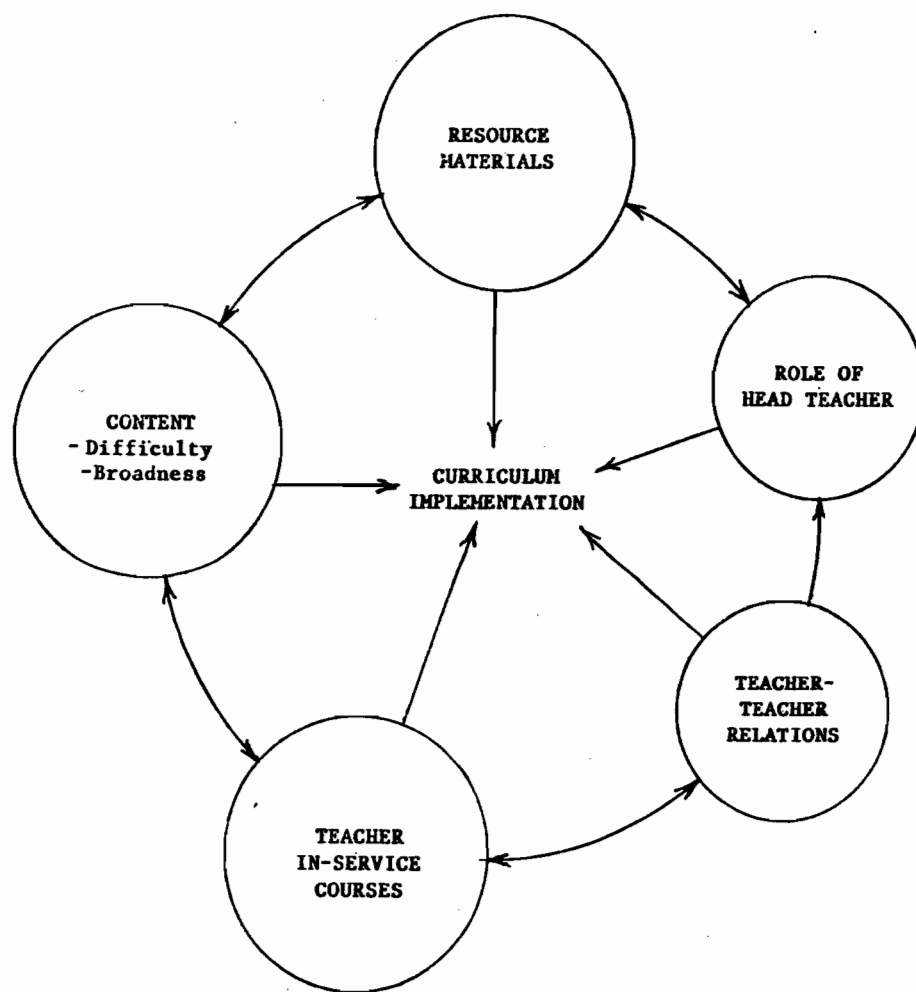 RESOURCE
MATERIALS
ROLE OF
HEAD TEACHER
CONTENT
- Difficulty
-Broadness
CURRICULUM
IMPLEMENTATION
TEACHER-
TEACHER
RELATIONS
TEACHER
IN-SERVICE
COURSES